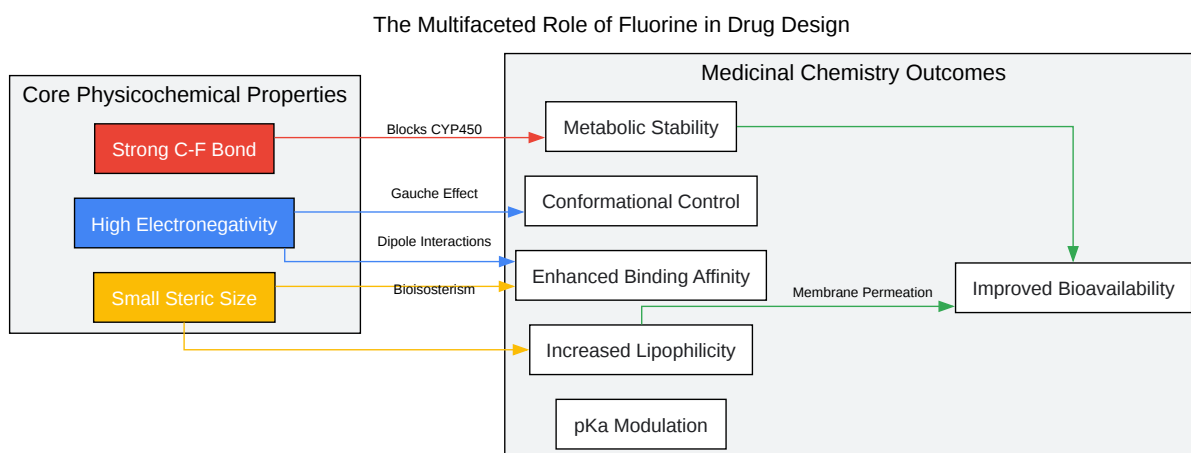 The Multifaceted Role of Fluorine in Drug Design
Core Physicochemical Properties
Strong C-F Bond
High Electronegativity
Small Steric Size
Blocks CYP450
Gauche Effect
Dipole Interactions
Bioisosterism
Medicinal Chemistry Outcomes
Metabolic Stability
Conformational Control
Enhanced Binding Affinity
Increased Lipophilicity
pKa Modulation
Membrane Permeation
Improved Bioavailability